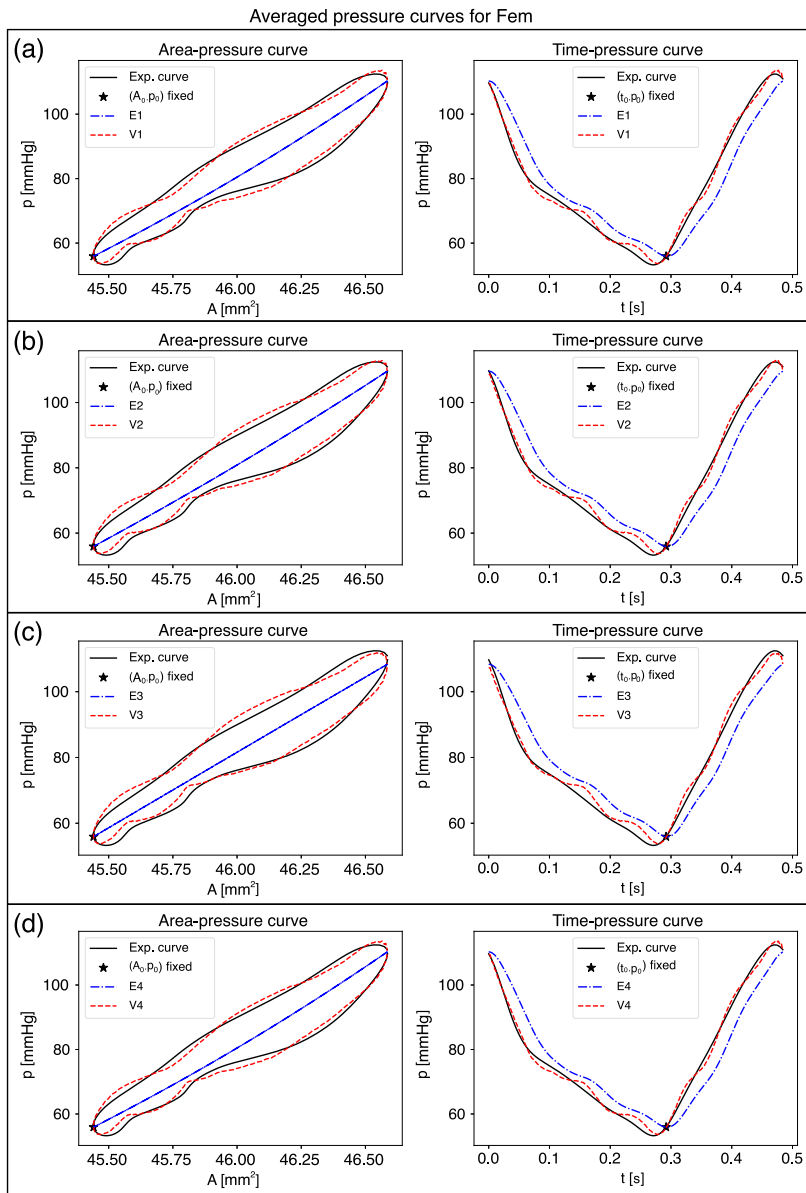 Averaged pressure curves for Fem
(a)
Area-pressure curve
Exp. curve
(A₀.p₀) fixed
E1
V1
p [mmHg]
100
80
60
45.50 45.75 46.00 46.25 46.50
A [mm²]
Time-pressure curve
Exp. curve
(t₀.p₀) fixed
E1
V1
p [mmHg]
100
80
60
0.0 0.1 0.2 0.3 0.4 0.5
t [s]
(b)
Area-pressure curve
Exp. curve
(A₀.p₀) fixed
E2
V2
p [mmHg]
100
80
60
45.50 45.75 46.00 46.25 46.50
A [mm²]
Time-pressure curve
Exp. curve
(t₀.p₀) fixed
E2
V2
p [mmHg]
100
80
60
0.0 0.1 0.2 0.3 0.4 0.5
t [s]
(c)
Area-pressure curve
Exp. curve
(A₀.p₀) fixed
E3
V3
p [mmHg]
100
80
60
45.50 45.75 46.00 46.25 46.50
A [mm²]
Time-pressure curve
Exp. curve
(t₀.p₀) fixed
E3
V3
p [mmHg]
100
80
60
0.0 0.1 0.2 0.3 0.4 0.5
t [s]
(d)
Area-pressure curve
Exp. curve
(A₀.p₀) fixed
E4
V4
p [mmHg]
100
80
60
45.50 45.75 46.00 46.25 46.50
A [mm²]
Time-pressure curve
Exp. curve
(t₀.p₀) fixed
E4
V4
p [mmHg]
100
80
60
0.0 0.1 0.2 0.3 0.4 0.5
t [s]